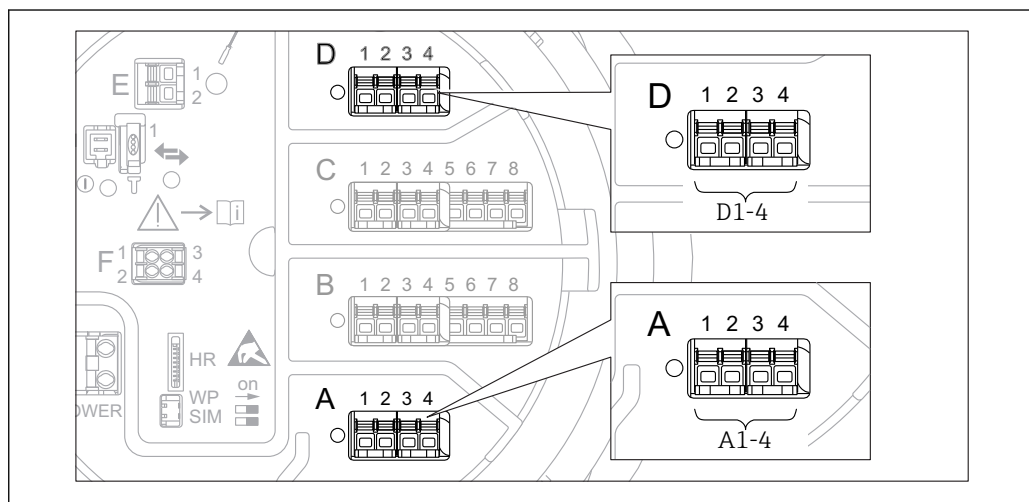 D 1 2 3 4
E 1
2
1
C 1 2 3 4 5 6 7 8
i
F 1 3
2 4
B 1 2 3 4 5 6 7 8
HR
WP on
SIM
OWER
A 1 2 3 4
D 1 2 3 4
D1-4
A 1 2 3 4
A1-4